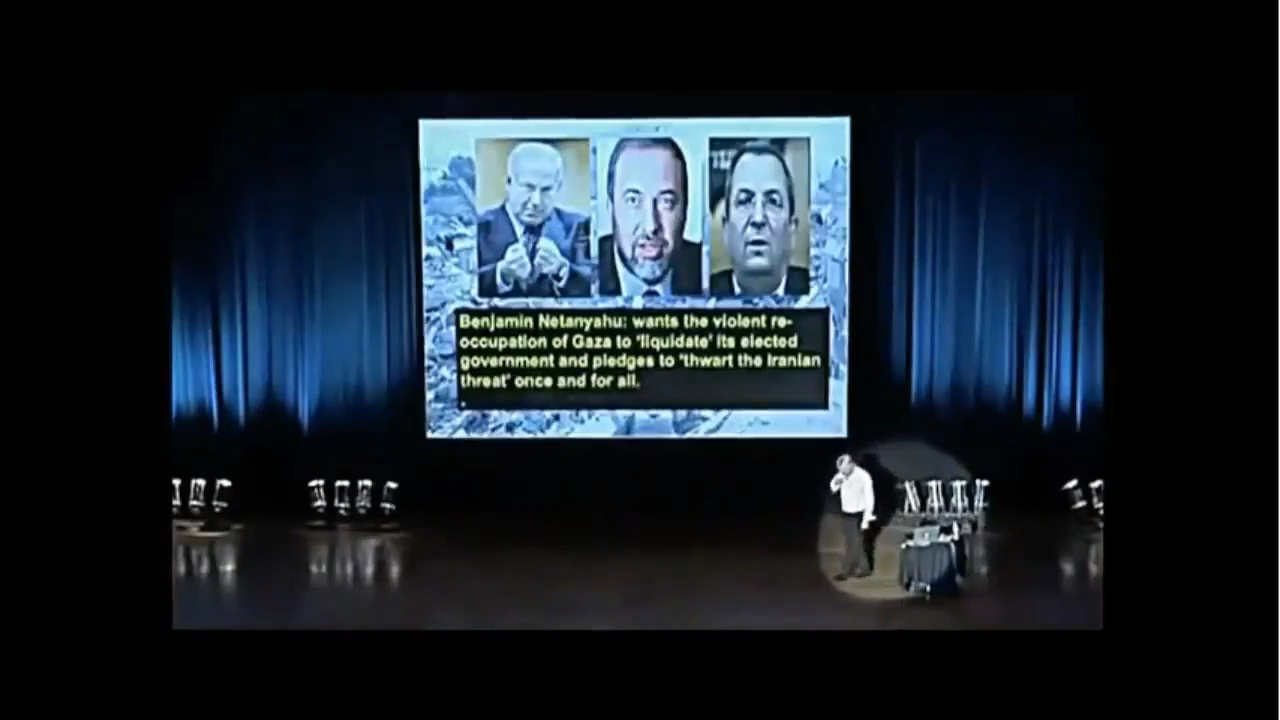 Benjamin Netanyahu: wants the violent re-
occupation of Gaza to 'liquidate' its elected
government and pledges to 'thwart the Iranian
threat' once and for all.